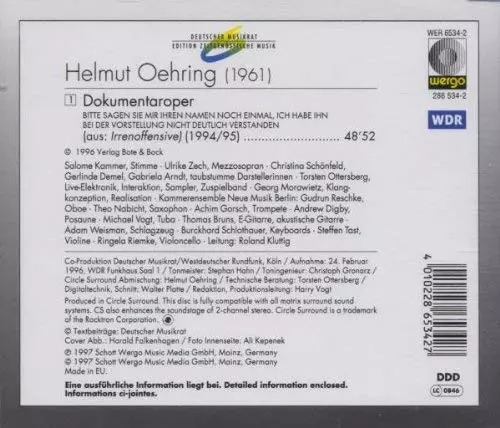 DEUTSCHER MUSIKRAT
EDITION ZEITGENÖSSISCHE MUSIK
WER 6534-2
wergo
286 534-2
WDR
Helmut Oehring (1961)
1 Dokumentaroper
BITTE SAGEN SIE MIR IHREN NAMEN NOCH EINMAL, ICH HABE IHN
BEI DER VORSTELLUNG NICHT DEUTLICH VERSTANDEN
(aus: Irrenoffensive) (1994/95) .......................... 48'52
℗ 1996 Verlag Bote & Bock
Salome Kammer, Stimme - Ulrike Zech, Mezzosopran - Christina Schönfeld,
Gerlinde Demel, Gabriela Arndt, taubstumme Darstellerinnen - Torsten Ottersberg,
Live-Elektronik, Interaktion, Sampler, Zuspielband - Georg Morawietz, Klang-
konzeption, Realisation - Kammerensemble Neue Musik Berlin: Gudrun Reschke,
Oboe - Theo Nabicht, Saxophon - Achim Gorsch, Trompete - Andrew Digby,
Posaune - Michael Vogt, Tuba - Thomas Bruns, E-Gitarre, akustische Gitarre -
Adam Weisman, Schlagzeug - Burckhard Schlothauer, Keyboards - Steffen Tast,
Violine - Ringela Riemke, Violoncello - Leitung: Roland Kluttig
Co-Produktion Deutscher Musikrat/Westdeutscher Rundfunk, Köln / Aufnahme: 24. Februar
1996, WDR Funkhaus Saal 1 / Tonmeister: Stephan Hahn / Toningenieur: Christoph Gronarz /
Circle Surround Abmischung: Helmut Oehring / Technische Beratung: Torsten Ottersberg /
Digitaltechnik, Schnitt: Walter Platte / Redaktion, Produktionsleitung: Harry Vogt
Produced in Circle Surround. This disc is fully compatible with all matrix surround sound
systems. CS also enhances the soundstage of 2-channel stereo. Circle Surround is a trademark
of the Rocktron Corporation.
© Textbeiträge: Deutscher Musikrat
Cover Abb.: Harald Falkenhagen / Foto Innenseite: Ali Kepenek
℗ 1997 Schott Wergo Music Media GmbH, Mainz, Germany
© 1997 Schott Wergo Music Media GmbH, Mainz, Germany
Made in EU.
Eine ausführliche Information liegt bei. Detailed information enclosed.
Informations ci-jointes.
4 010228 653427
DDD
LC 0846